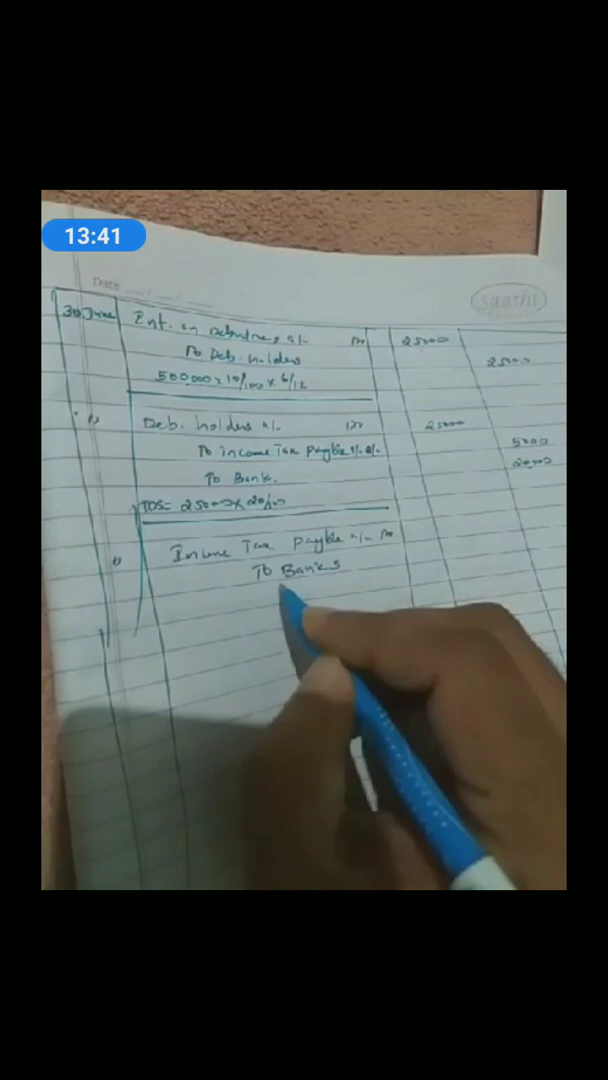 13:41
Date
Saathi
30 June Int. on Debentures a/- Dr 25000
To Deb. holders 25000
500000 x 10/100 x 6/12
" Deb. holders a/- Dr 25000
To Income Tax payble a/- 5000
To Bank. 20000
TDS = 25000 x 20/100
" Income Tax payble a/- Dr
To Bank